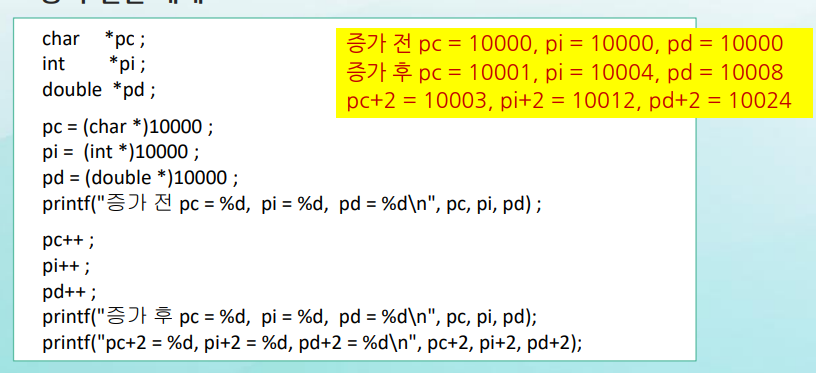 char *pc ;
int *pi ;
double *pd ;
pc = (char *)10000 ;
pi = (int *)10000 ;
pd = (double *)10000 ;
printf("증가 전 pc = %d, pi = %d, pd = %d\n", pc, pi, pd) ;
pc++ ;
pi++ ;
pd++ ;
printf("증가 후 pc = %d, pi = %d, pd = %d\n", pc, pi, pd);
printf("pc+2 = %d, pi+2 = %d, pd+2 = %d\n", pc+2, pi+2, pd+2);
증가 전 pc = 10000, pi = 10000, pd = 10000
증가 후 pc = 10001, pi = 10004, pd = 10008
pc+2 = 10003, pi+2 = 10012, pd+2 = 10024